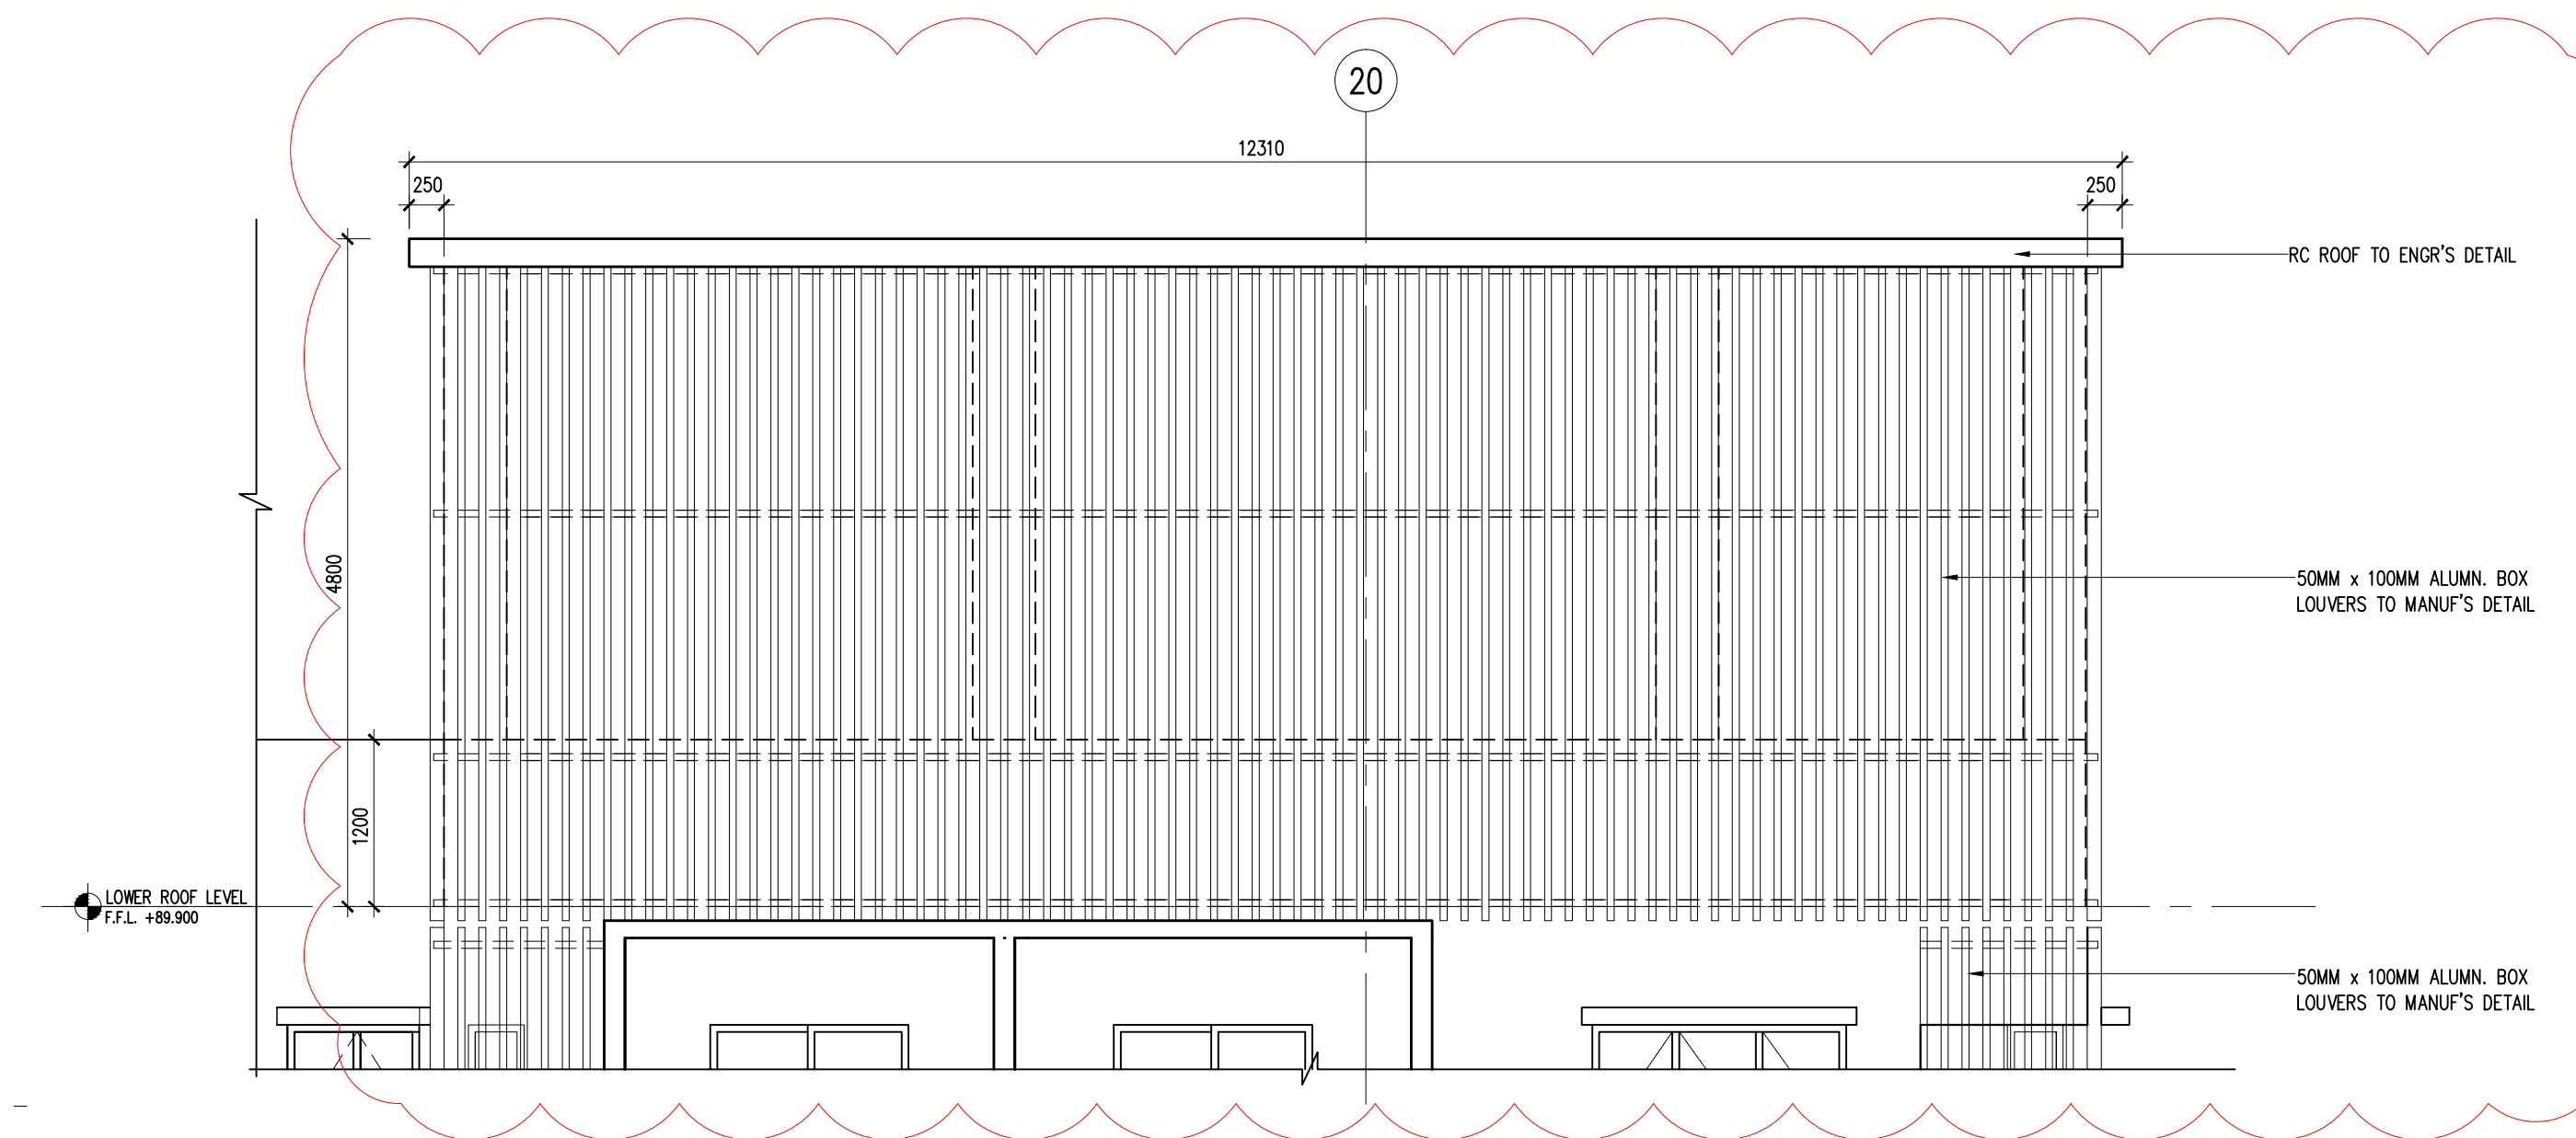 20
12310
250
250
RC ROOF TO ENGR'S DETAIL
4800
50MM x 100MM ALUMN. BOX
LOUVERS TO MANUF'S DETAIL
1200
LOWER ROOF LEVEL
F.F.L. +89.900
50MM x 100MM ALUMN. BOX
LOUVERS TO MANUF'S DETAIL